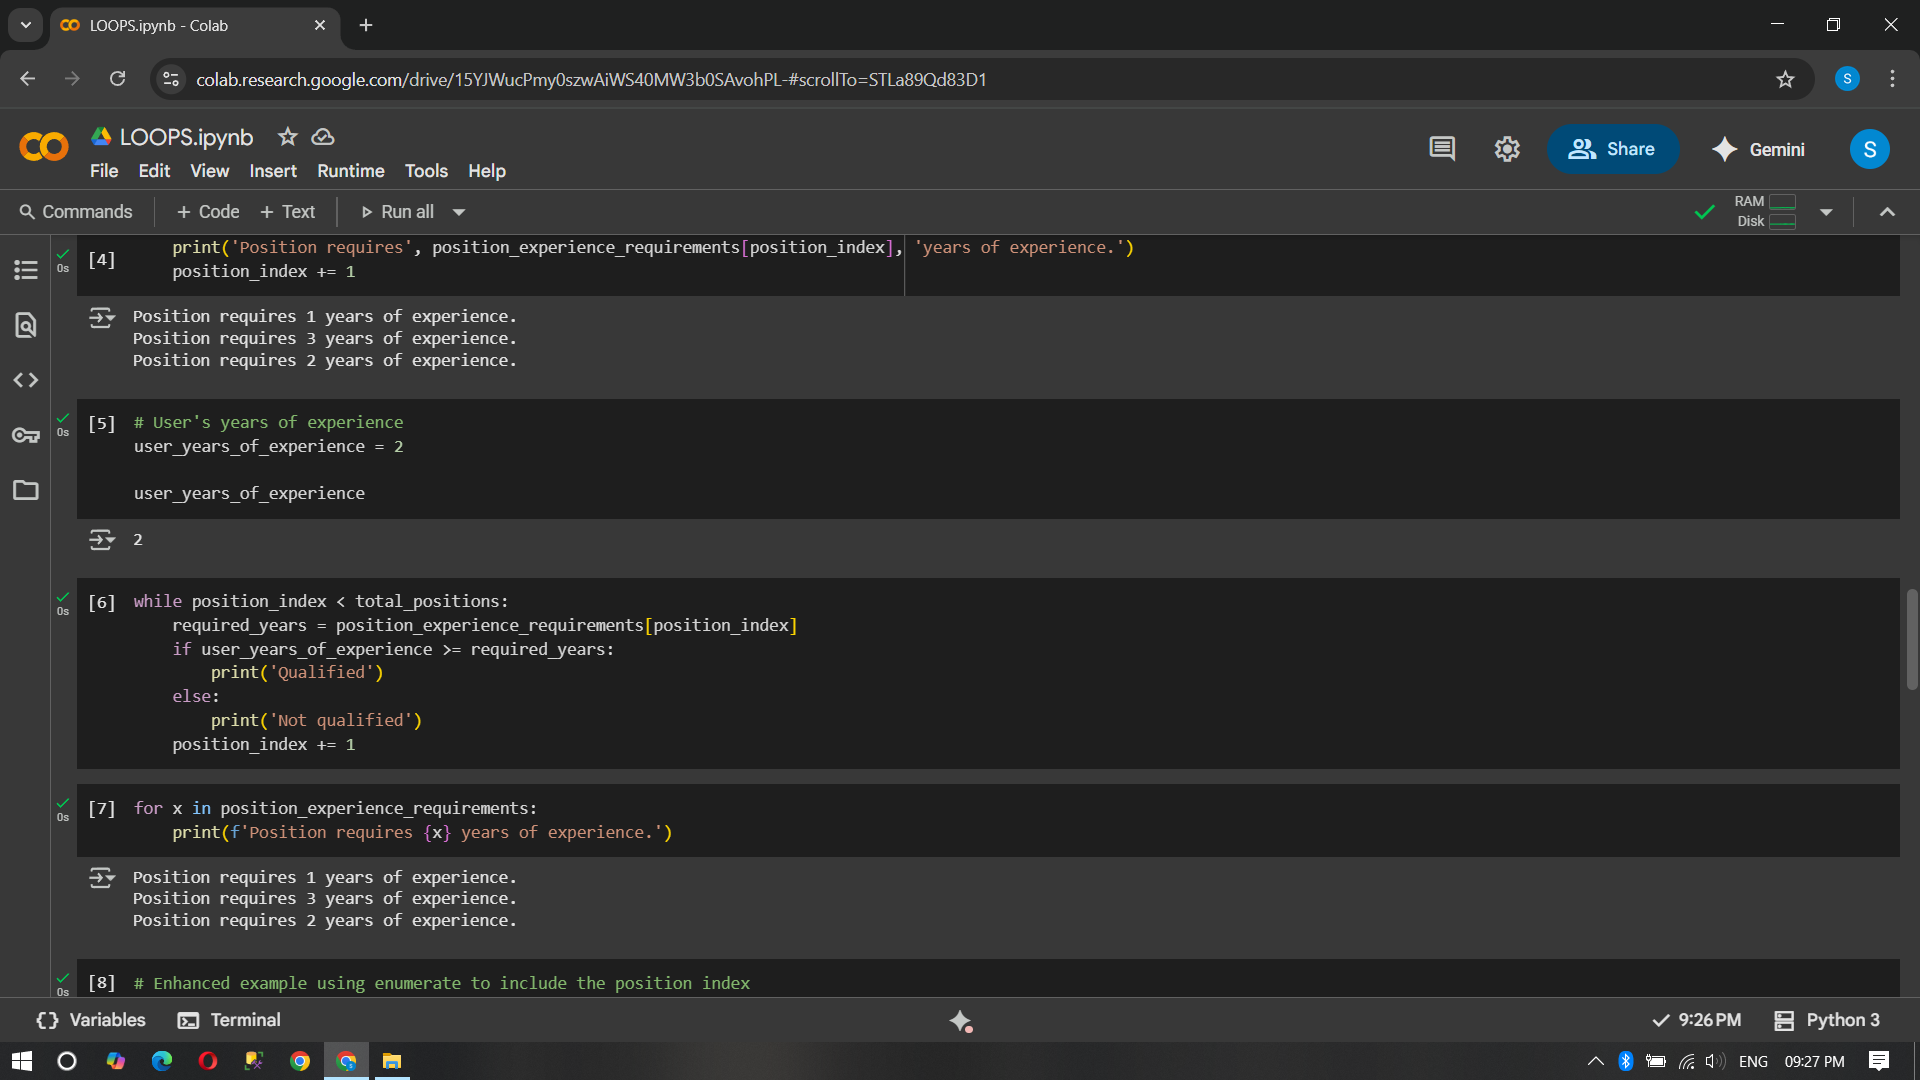 LOOPS.ipynb - Colab
colab.research.google.com/drive/15YJWucPmy0szwAiWS40MW3b0SAvohPL-#scrollTo=STLa89Qd83D1
S
LOOPS.ipynb
File Edit View Insert Runtime Tools Help
Share
Gemini
S
Commands + Code + Text Run all
RAM
Disk
0s
[4]
print('Position requires', position_experience_requirements[position_index], 'years of experience.')
position_index += 1
Position requires 1 years of experience.
Position requires 3 years of experience.
Position requires 2 years of experience.
0s
[5] # User's years of experience
user_years_of_experience = 2
user_years_of_experience
2
0s
[6] while position_index < total_positions:
required_years = position_experience_requirements[position_index]
if user_years_of_experience >= required_years:
print('Qualified')
else:
print('Not qualified')
position_index += 1
0s
[7] for x in position_experience_requirements:
print(f'Position requires {x} years of experience.')
Position requires 1 years of experience.
Position requires 3 years of experience.
Position requires 2 years of experience.
0s
[8] # Enhanced example using enumerate to include the position index
{} Variables Terminal
9:26 PM Python 3
ENG 09:27 PM